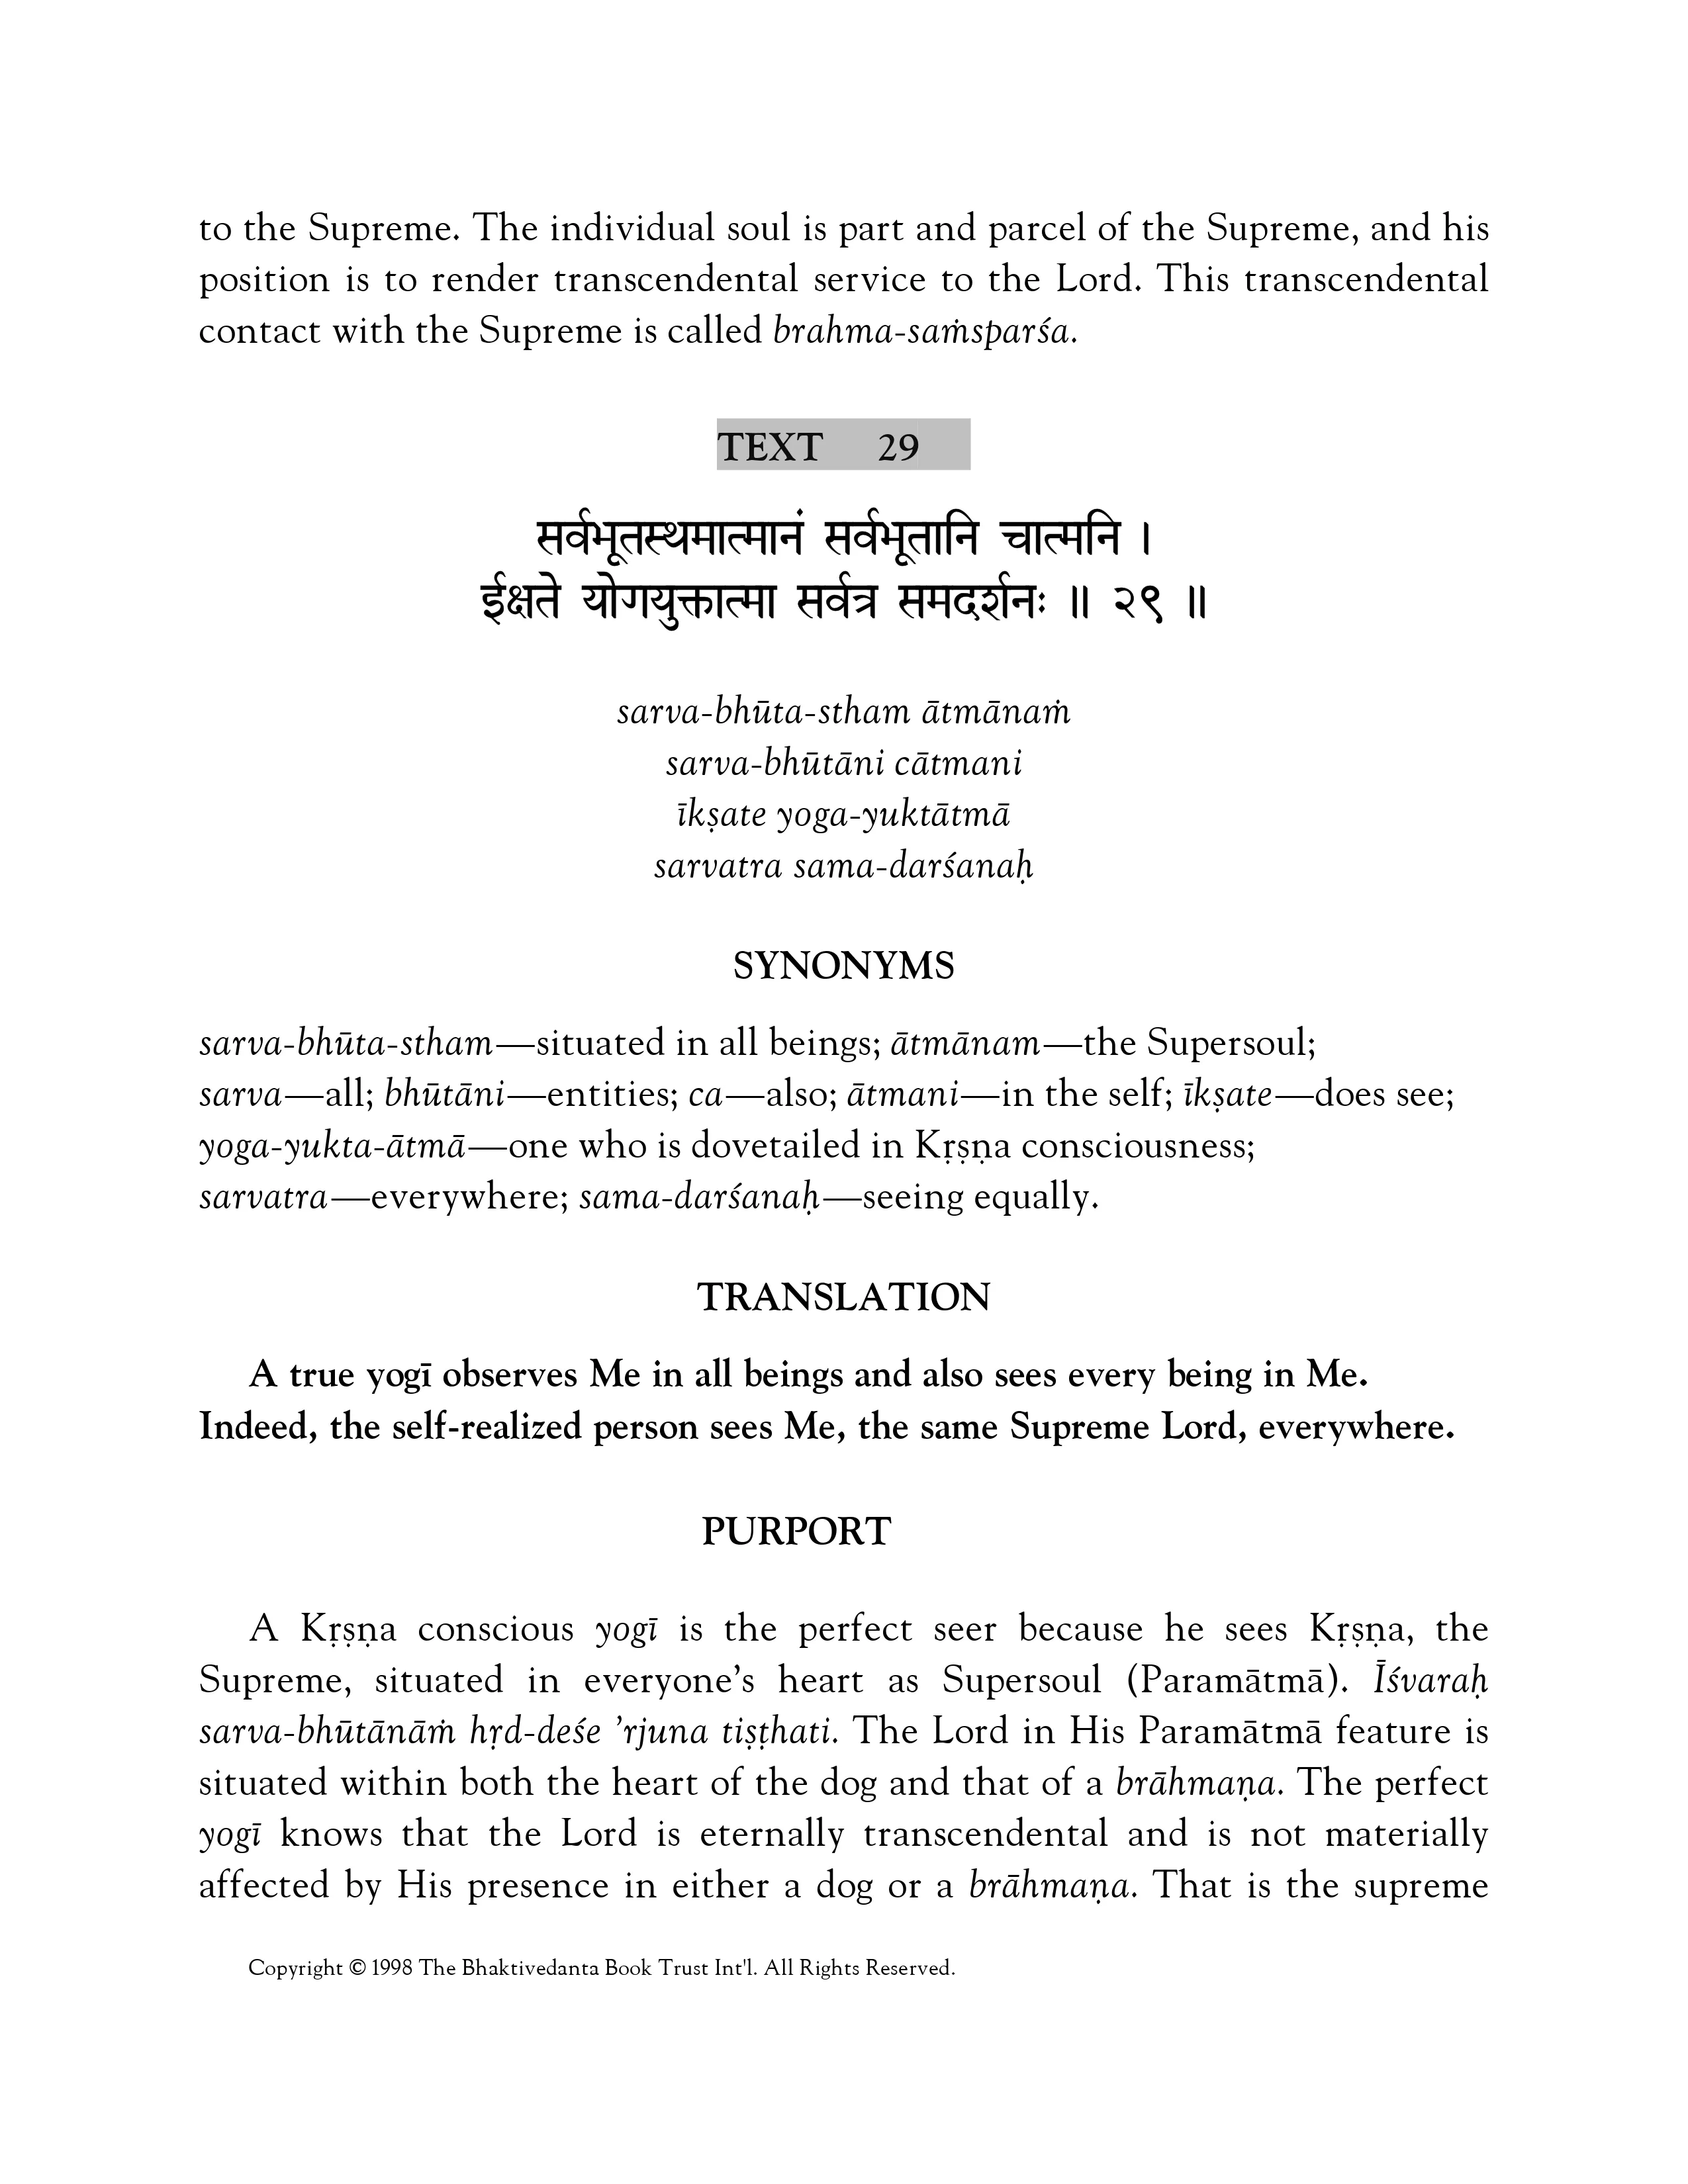 to the Supreme. The individual soul is part and parcel of the Supreme, and his
position is to render transcendental service to the Lord. This transcendental
contact with the Supreme is called brahma-saṁsparśa.
TEXT 29
सर्वभूतस्थमात्मानं सर्वभूतानि चात्मनि ।
ईक्षते योगयुक्तात्मा सर्वत्र समदर्शनः ॥ २९ ॥
sarva-bhūta-stham ātmānaṁ
sarva-bhūtāni cātmani
īkṣate yoga-yuktātmā
sarvatra sama-darśanaḥ
SYNONYMS
sarva-bhūta-stham—situated in all beings; ātmānam—the Supersoul;
sarva—all; bhūtāni—entities; ca—also; ātmani—in the self; īkṣate—does see;
yoga-yukta-ātmā—one who is dovetailed in Kṛṣṇa consciousness;
sarvatra—everywhere; sama-darśanaḥ—seeing equally.
TRANSLATION
A true yogī observes Me in all beings and also sees every being in Me.
Indeed, the self-realized person sees Me, the same Supreme Lord, everywhere.
PURPORT
A Kṛṣṇa conscious yogī is the perfect seer because he sees Kṛṣṇa, the
Supreme, situated in everyone’s heart as Supersoul (Paramātmā). Īśvaraḥ
sarva-bhūtānāṁ hṛd-deśe ’rjuna tiṣṭhati. The Lord in His Paramātmā feature is
situated within both the heart of the dog and that of a brāhmaṇa. The perfect
yogī knows that the Lord is eternally transcendental and is not materially
affected by His presence in either a dog or a brāhmaṇa. That is the supreme
Copyright © 1998 The Bhaktivedanta Book Trust Int'l. All Rights Reserved.